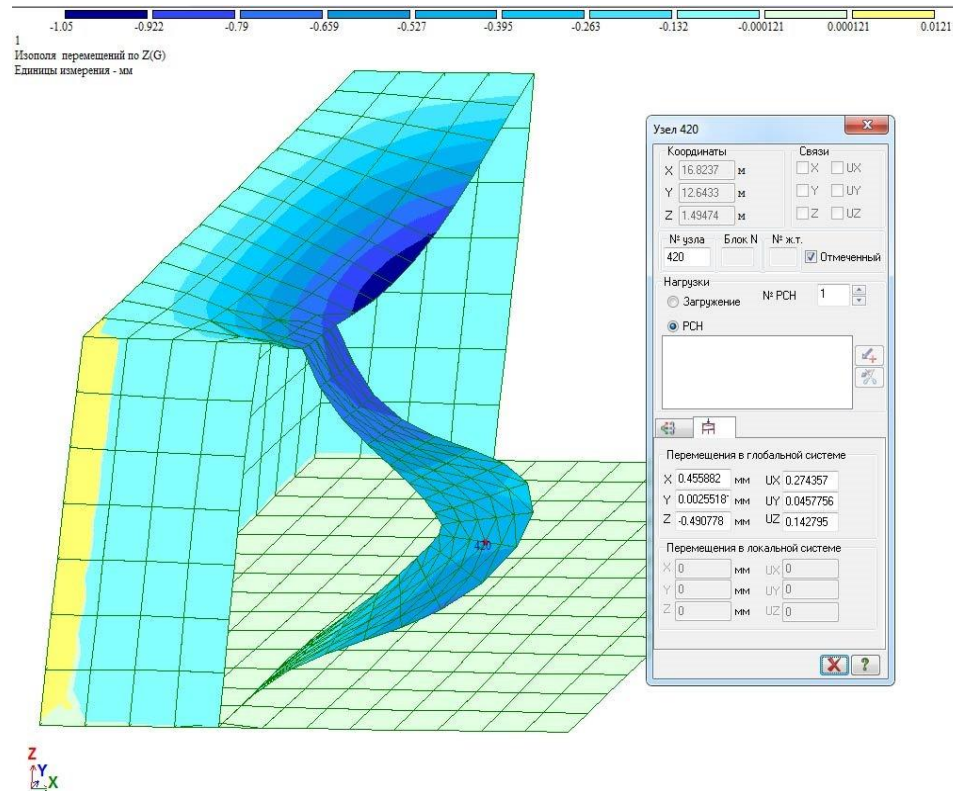 -1.05 -0.922 -0.79 -0.659 -0.527 -0.395 -0.263 -0.132 -0.000121 0.000121 0.0121
1
Изополя перемещений по Z(G)
Единицы измерения - мм
Узел 420
Координаты Связи
X 16.8237 м X UX
Y 12.6433 м Y UY
Z 1.49474 м Z UZ
№ узла Блок N № ж.т.
420 Отмеченный
Нагрузки
Загружение № РСН 1
РСН
Перемещения в глобальной системе
X 0.455882 мм UX 0.274357
Y 0.0025518 мм UY 0.0457756
Z -0.490778 мм UZ 0.142795
Перемещения в локальной системе
X 0 мм UX 0
Y 0 мм UY 0
Z 0 мм UZ 0
?
420
Z
Y
X